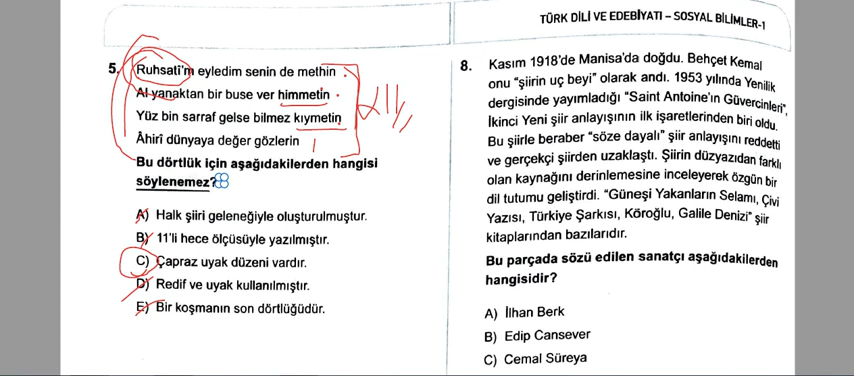 TÜRK DİLİ VE EDEBİYATI – SOSYAL BİLİMLER-1
5. Ruhsati'm eyledim senin de methin
Al yanaktan bir buse ver himmetin
Yüz bin sarraf gelse bilmez kıymetin
Âhirî dünyaya değer gözlerin
Bu dörtlük için aşağıdakilerden hangisi
söylenemez?
A) Halk şiiri geleneğiyle oluşturulmuştur.
B) 11'li hece ölçüsüyle yazılmıştır.
C) Çapraz uyak düzeni vardır.
D) Redif ve uyak kullanılmıştır.
E) Bir koşmanın son dörtlüğüdür.
8. Kasım 1918'de Manisa'da doğdu. Behçet Kemal
onu "şiirin uç beyi" olarak andı. 1953 yılında Yenilik
dergisinde yayımladığı "Saint Antoine'ın Güvercinleri",
İkinci Yeni şiir anlayışının ilk işaretlerinden biri oldu.
Bu şiirle beraber "söze dayalı" şiir anlayışını reddetti
ve gerçekçi şiirden uzaklaştı. Şiirin düzyazıdan farklı
olan kaynağını derinlemesine inceleyerek özgün bir
dil tutumu geliştirdi. "Güneşi Yakanların Selamı, Çivi
Yazısı, Türkiye Şarkısı, Köroğlu, Galile Denizi" şiir
kitaplarından bazılarıdır.
Bu parçada sözü edilen sanatçı aşağıdakilerden
hangisidir?
A) İlhan Berk
B) Edip Cansever
C) Cemal Süreya